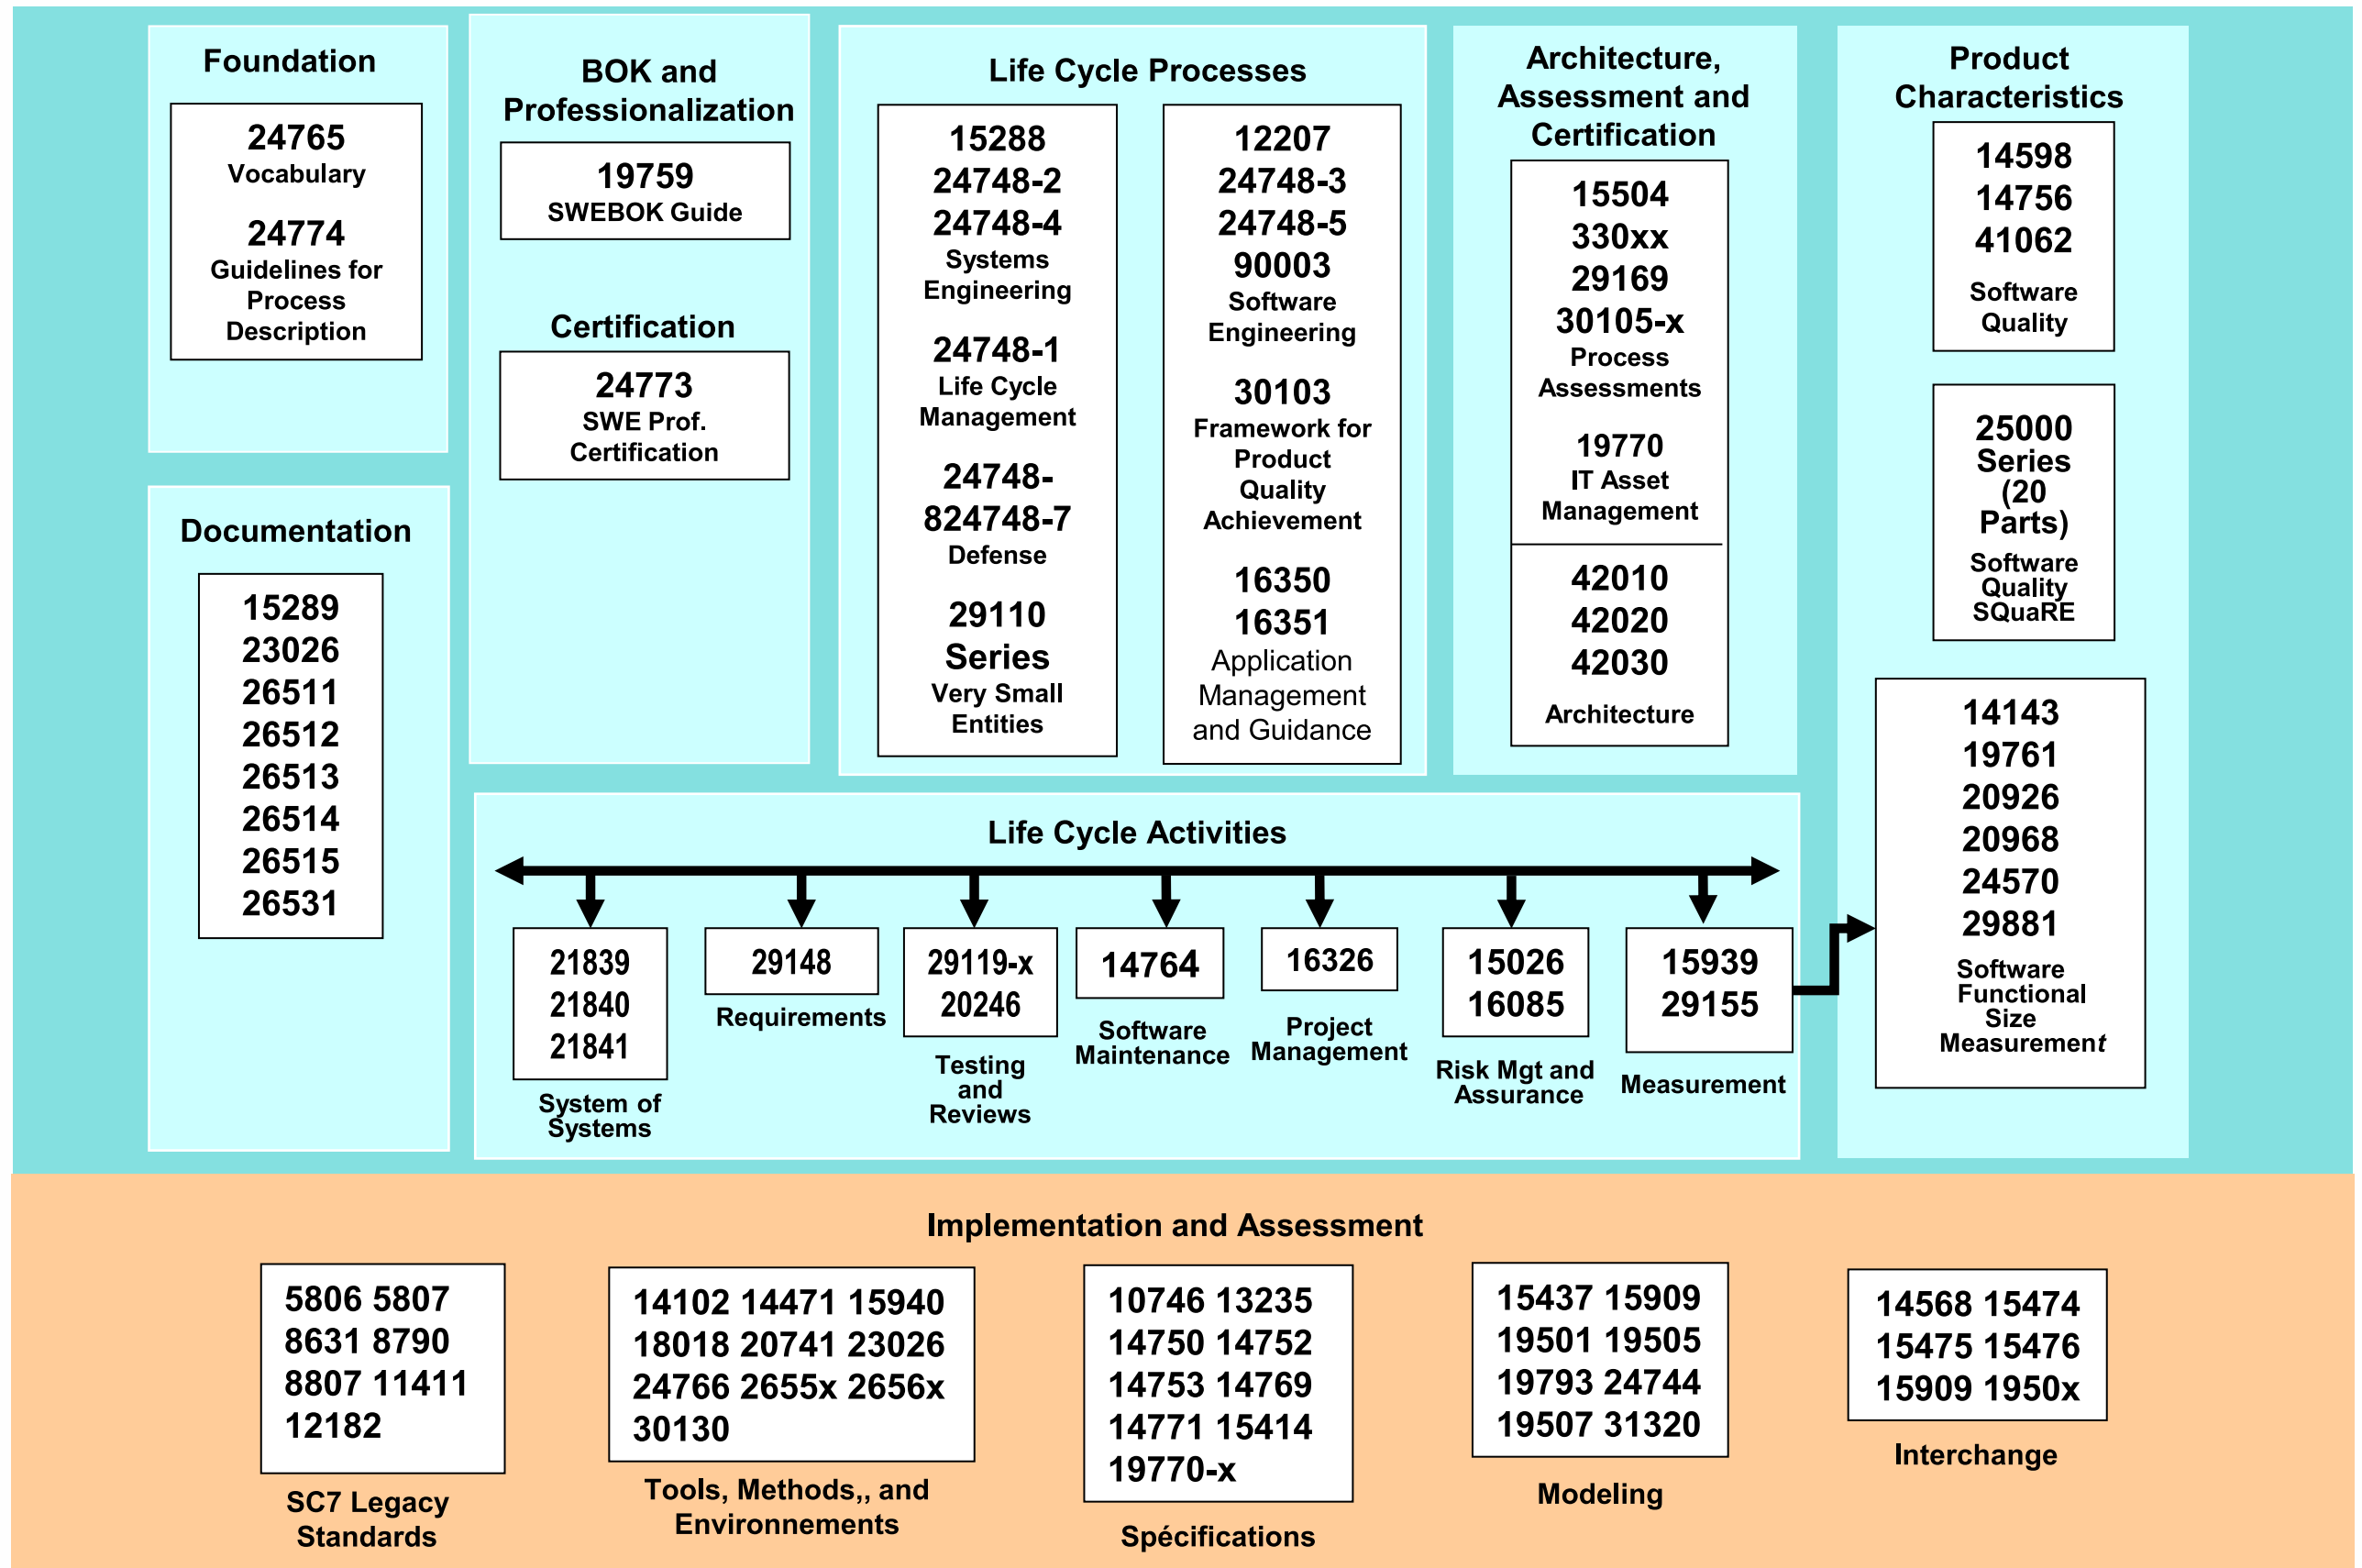 Foundation
24765
Vocabulary
24774
Guidelines for
Process
Description
Documentation
15289
23026
26511
26512
26513
26514
26515
26531
BOK and
Professionalization
19759
SWEBOK Guide
Certification
24773
SWE Prof.
Certification
Life Cycle Processes
15288
24748-2
24748-4
Systems
Engineering
24748-1
Life Cycle
Management
24748-
824748-7
Defense
29110
Series
Very Small
Entities
12207
24748-3
24748-5
90003
Software
Engineering
30103
Framework for
Product
Quality
Achievement
16350
16351
Application
Management
and Guidance
Architecture,
Assessment and
Certification
15504
330xx
29169
30105-x
Process
Assessments
19770
IT Asset
Management
42010
42020
42030
Architecture
Product
Characteristics
14598
14756
41062
Software
Quality
25000
Series
(20
Parts)
Software
Quality
SQuaRE
14143
19761
20926
20968
24570
29881
Software
Functional
Size
Measurement
Life Cycle Activities
21839
21840
21841
System of
Systems
29148
Requirements
29119-x
20246
Testing
and
Reviews
14764
Software
Maintenance
16326
Project
Management
15026
16085
Risk Mgt and
Assurance
15939
29155
Measurement
Implementation and Assessment
5806 5807
8631 8790
8807 11411
12182
SC7 Legacy
Standards
14102 14471 15940
18018 20741 23026
24766 2655x 2656x
30130
Tools, Methods,, and
Environnements
10746 13235
14750 14752
14753 14769
14771 15414
19770-x
Spécifications
15437 15909
19501 19505
19793 24744
19507 31320
Modeling
14568 15474
15475 15476
15909 1950x
Interchange